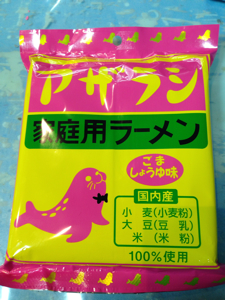 アザラシ
家庭用ラーメン
ごま
しょうゆ味
国内産
小麦(小麦粉)
大豆(豆乳)
米(米粉)
100%使用